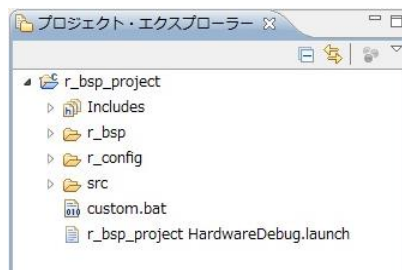 プロジェクト・エクスプローラー
r_bsp_project
Includes
r_bsp
r_config
src
custom.bat
r_bsp_project HardwareDebug.launch